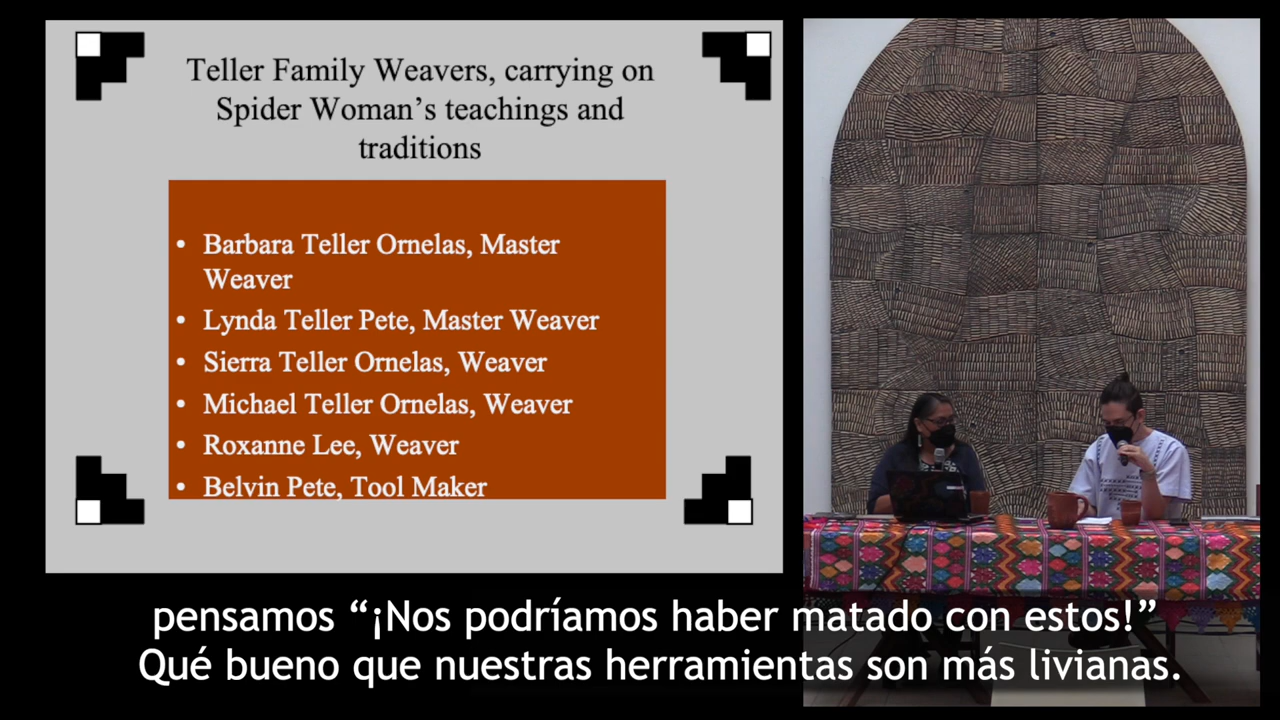 Teller Family Weavers, carrying on
Spider Woman’s teachings and
traditions
• Barbara Teller Ornelas, Master
Weaver
• Lynda Teller Pete, Master Weaver
• Sierra Teller Ornelas, Weaver
• Michael Teller Ornelas, Weaver
• Roxanne Lee, Weaver
• Belvin Pete, Tool Maker
pensamos “¡Nos podríamos haber matado con estos!”
Qué bueno que nuestras herramientas son más livianas.